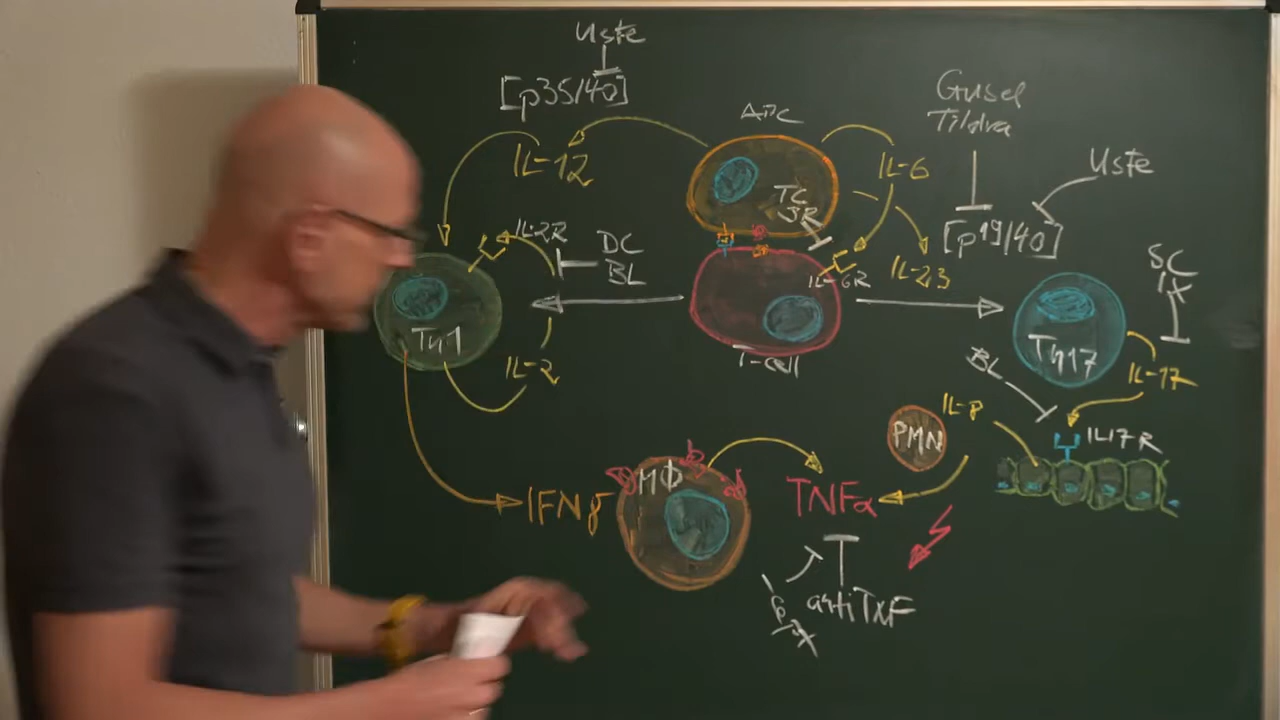 Uste
[p35/40]
APC
Gusel
Tildra
IL-12
IL-6
Uste
TC
[p19/40]
IL-2R
DC
BL
IL-6R
IL-23
SC
IX
TH1
T-cell
TH17
IL-2
BL
IL-17
IL-8
PMN
IL17R
MΦ
IFNγ
TNFα
antiTNF